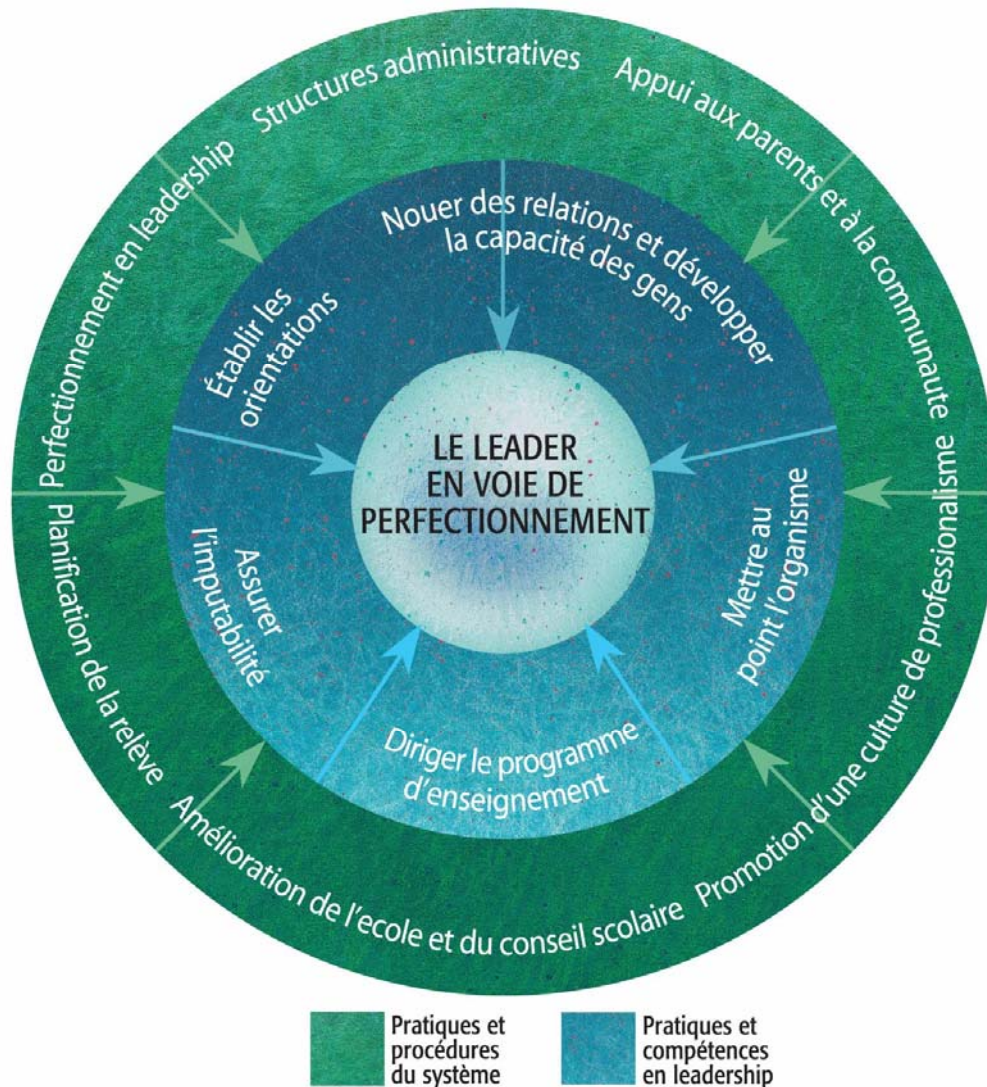 Structures administratives
Appui aux parents et à la communaute
Perfectionnement en leadership
Nouer des relations et développer
la capacité des gens
Établir les
orientations
LE LEADER
EN VOIE DE
PERFECTIONNEMENT
Mettre au
point l'organisme
Promotion d'une culture de professionalisme
Assurer
l'imputabilité
Planification de la relève
Diriger le programme
d'enseignement
Amélioration de l'ecole et du conseil scolaire
Pratiques et
procédures
du système
Pratiques et
compétences
en leadership